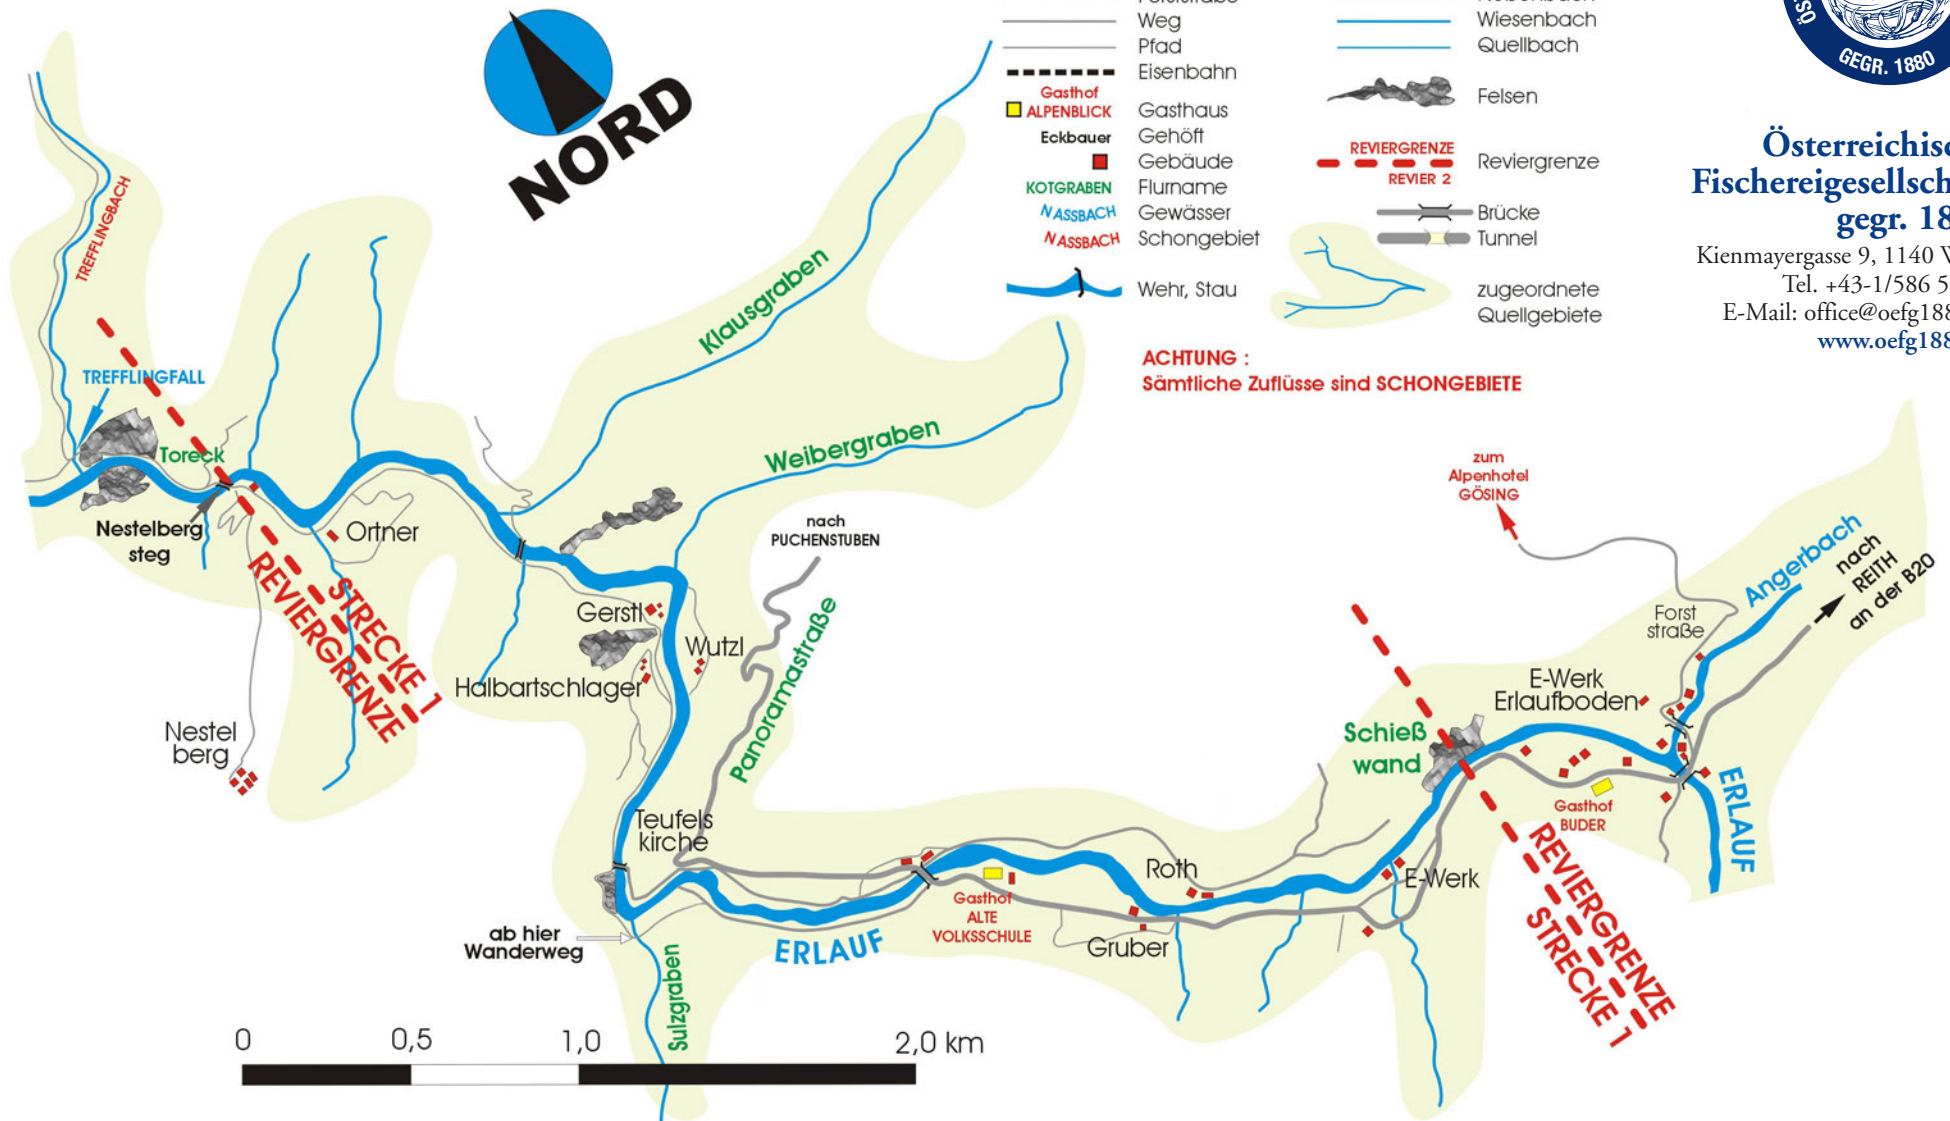 Weg
Pfad
Eisenbahn
Gasthof
ALPENBLICK
Gasthaus
Eckbauer
Gehöft
Gebäude
KOTGRABEN
Flurname
NASSBACH
Gewässer
NASSBACH
Schongebiet
Wehr, Stau
Wiesenbach
Quellbach
Felsen
REVIERGRENZE
REVIER 2
Reviergrenze
Brücke
Tunnel
zugeordnete
Quellgebiete
ACHTUNG :
Sämtliche Zuflüsse sind SCHONGEBIETE
GEGR. 1880
Fischereigesellsch
gegr. 18
Kienmayergasse 9, 1140 W
Tel. +43-1/586 5
E-Mail: office@oefg188
www.oefg188
NORD
TREFFLINGBACH
TREFFLINGFALL
Toreck
Nestelberg
steg
Ortner
STRECKE 1
REVIERGRENZE
Nestel
berg
Klausgraben
Weibergraben
nach
PUCHENSTUBEN
Gerstl
Wutzl
Halbartschlager
Panoramastraße
Teufels
kirche
ab hier
Wanderweg
Sulzgraben
ERLAUF
Gasthof
ALTE
VOLKSSCHULE
Roth
Gruber
E-Werk
Schieß
wand
zum
Alpenhotel
GÖSING
Forst
straße
Angerbach
nach
REITH
an der B20
E-Werk
Erlaufboden
Gasthof
BUDER
ERLAUF
REVIERGRENZE
STRECKE 1
0
0,5
1,0
2,0 km